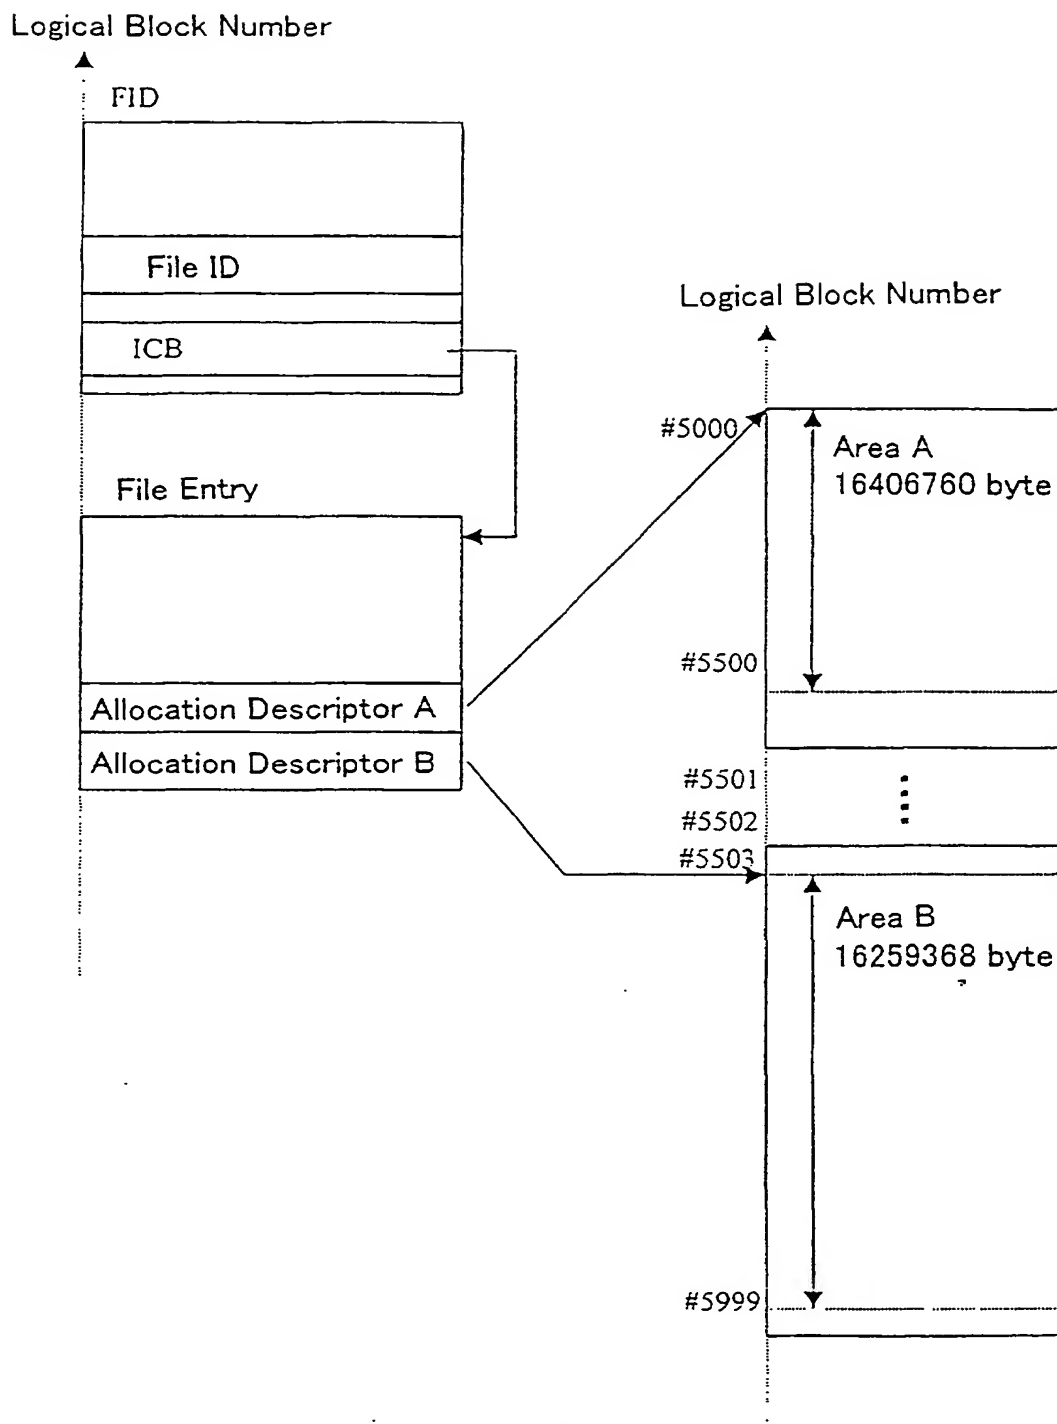 Logical Block Number
FID
File ID
ICB
File Entry
Allocation Descriptor A
Allocation Descriptor B
Logical Block Number
#5000
Area A
16406760 byte
#5500
#5501
#5502
#5503
Area B
16259368 byte
#5999